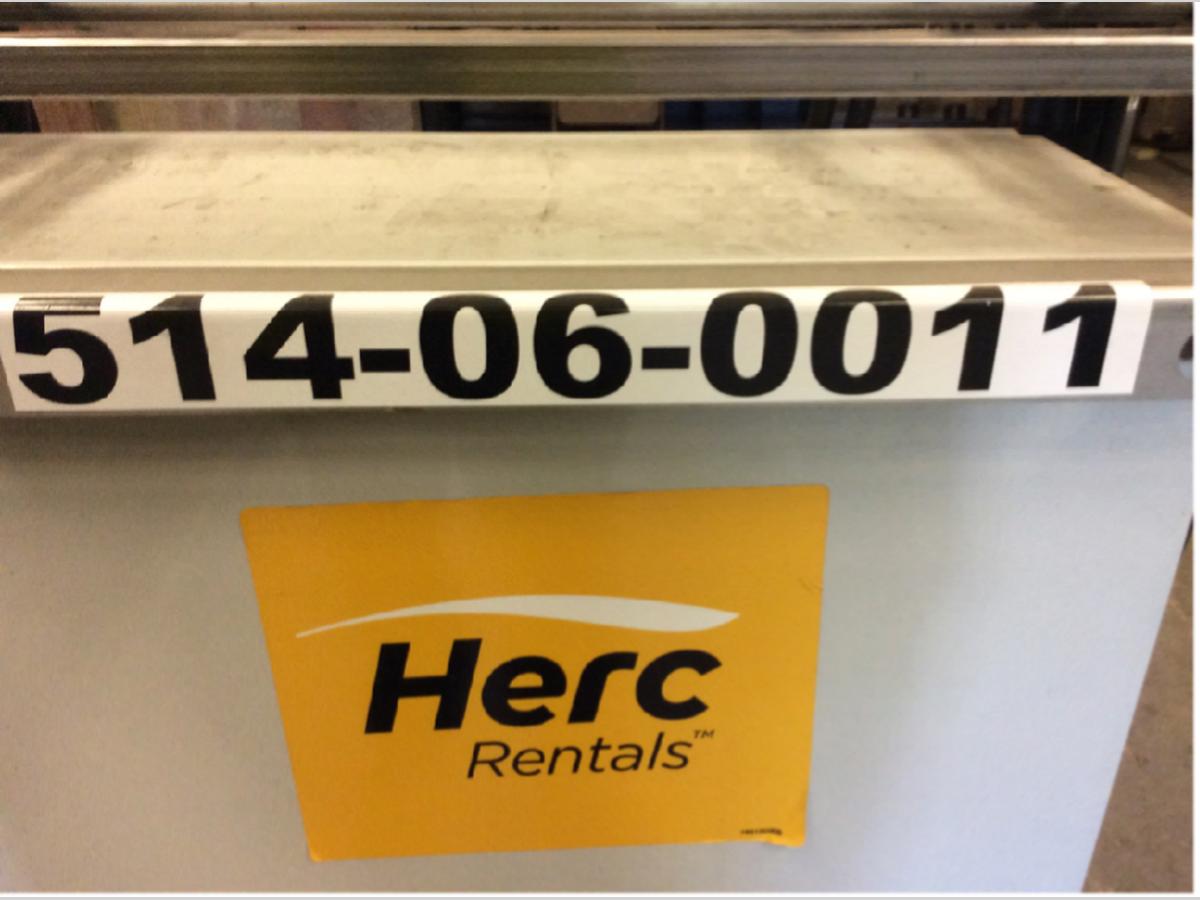 514-06-0011
Herc
Rentals™